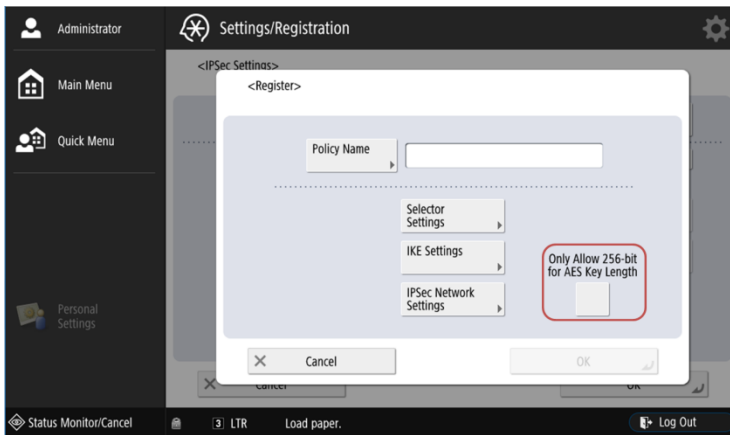 Administrator
Settings/Registration
<IPSec Settings>
Main Menu
<Register>
Quick Menu
Policy Name
Selector
Settings
IKE Settings
Only Allow 256-bit
for AES Key Length
IPSec Network
Settings
Personal
Settings
Cancel
OK
Cancel
OK
Status Monitor/Cancel
3 LTR
Load paper.
Log Out